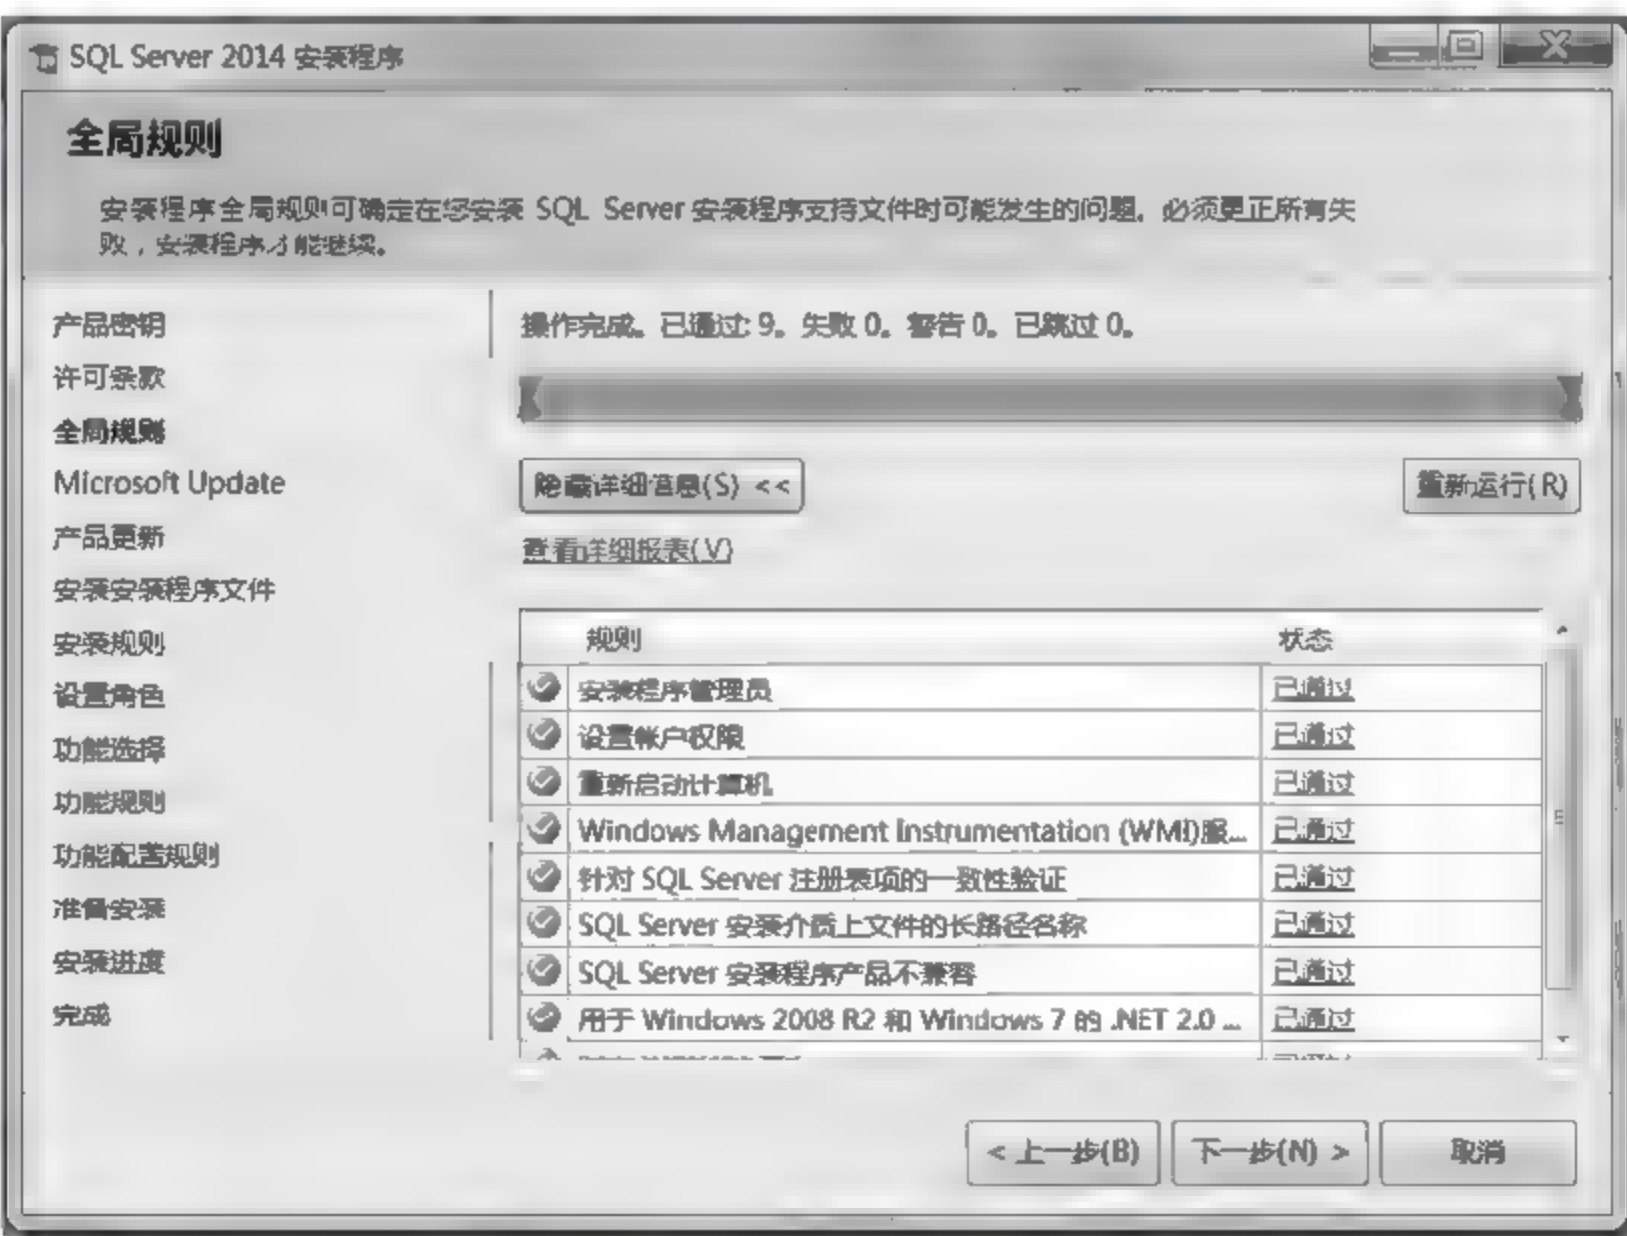 SQL Server 2014 安装程序
全局规则
安装程序全局规则可确定在您安装 SQL Server 安装程序支持文件时可能发生的问题。必须更正所有失
败，安装程序才能继续。
产品密钥
许可条款
全局规则
Microsoft Update
产品更新
安装安装程序文件
安装规则
设置角色
功能选择
功能规则
功能配置规则
准备安装
安装进度
完成
操作完成。已通过: 9。失败 0。警告 0。已跳过 0。
隐藏详细信息(S) <<
重新运行(R)
查看详细报表(V)
规则 状态
安装程序管理员 已通过
设置帐户权限 已通过
重新启动计算机 已通过
Windows Management Instrumentation (WMI)服... 已通过
针对 SQL Server 注册表项的一致性验证 已通过
SQL Server 安装介质上文件的长路径名称 已通过
SQL Server 安装程序产品不兼容 已通过
用于 Windows 2008 R2 和 Windows 7 的 .NET 2.0 ... 已通过
< 上一步(B)
下一步(N) >
取消